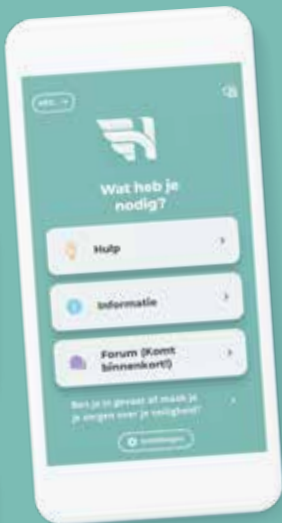 Wat heb je
nodig?
Hulp
Informatie
Forum (Komt
binnenkort!)
Ben je in gevaar of maak je
je zorgen over je veiligheid?
Instellingen